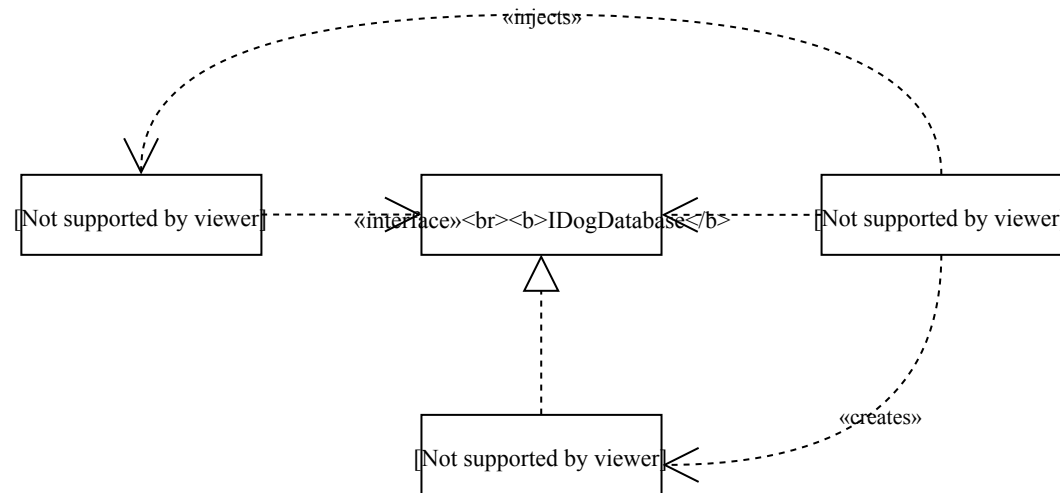 «injects»
[Not supported by viewer]
«interface»<br><b>IDogDatabase</b>
[Not supported by viewer]
«creates»
[Not supported by viewer]